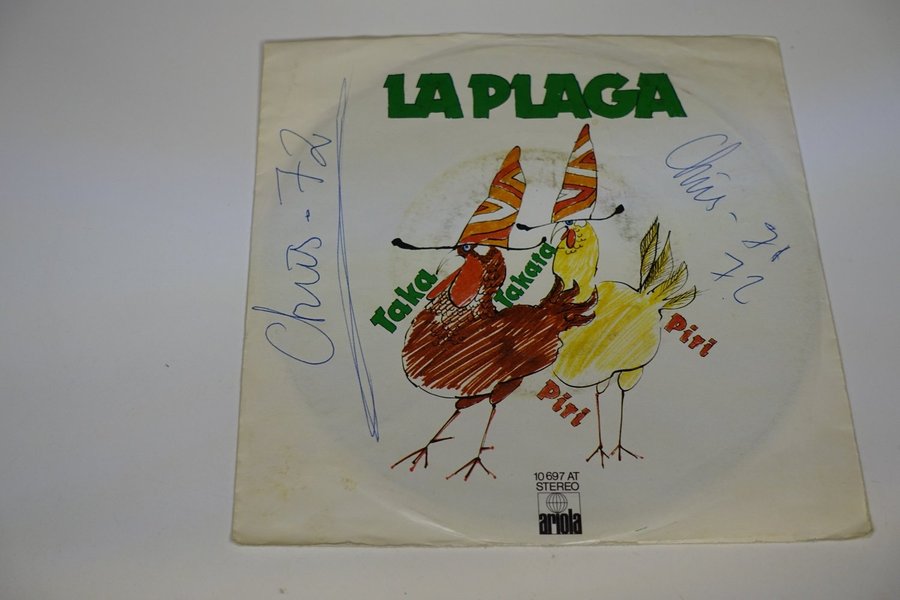 LA PLAGA
Chris - 72
Chris -
72
Taka
Takata
Piri
Piri
10 697 AT
STEREO
ariola